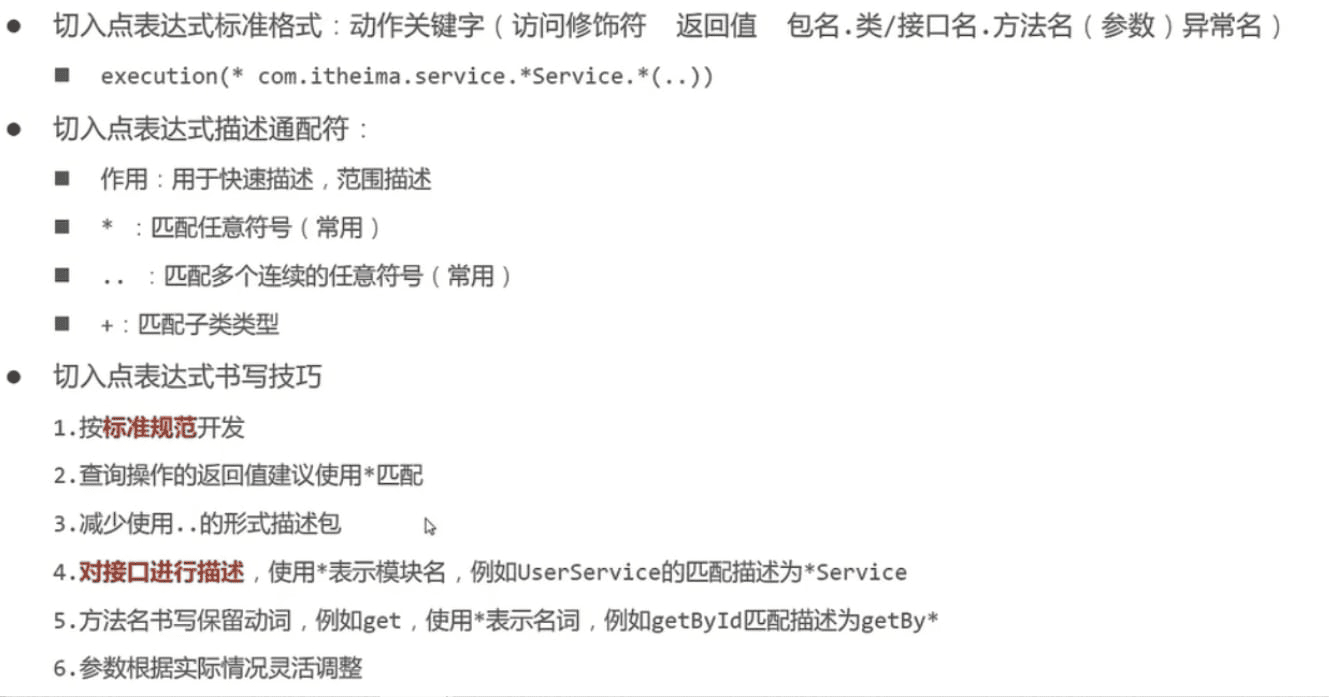 ● 切入点表达式标准格式：动作关键字（访问修饰符 返回值 包名.类/接口名.方法名（参数）异常名）
■ execution(* com.itheima.service.*Service.*(..))
● 切入点表达式描述通配符：
■ 作用：用于快速描述，范围描述
■ * ：匹配任意符号（常用）
■ .. ：匹配多个连续的任意符号（常用）
■ +：匹配子类类型
● 切入点表达式书写技巧
1.按标准规范开发
2.查询操作的返回值建议使用*匹配
3.减少使用..的形式描述包
4.对接口进行描述，使用*表示模块名，例如UserService的匹配描述为*Service
5.方法名书写保留动词，例如get，使用*表示名词，例如getById匹配描述为getBy*
6.参数根据实际情况灵活调整